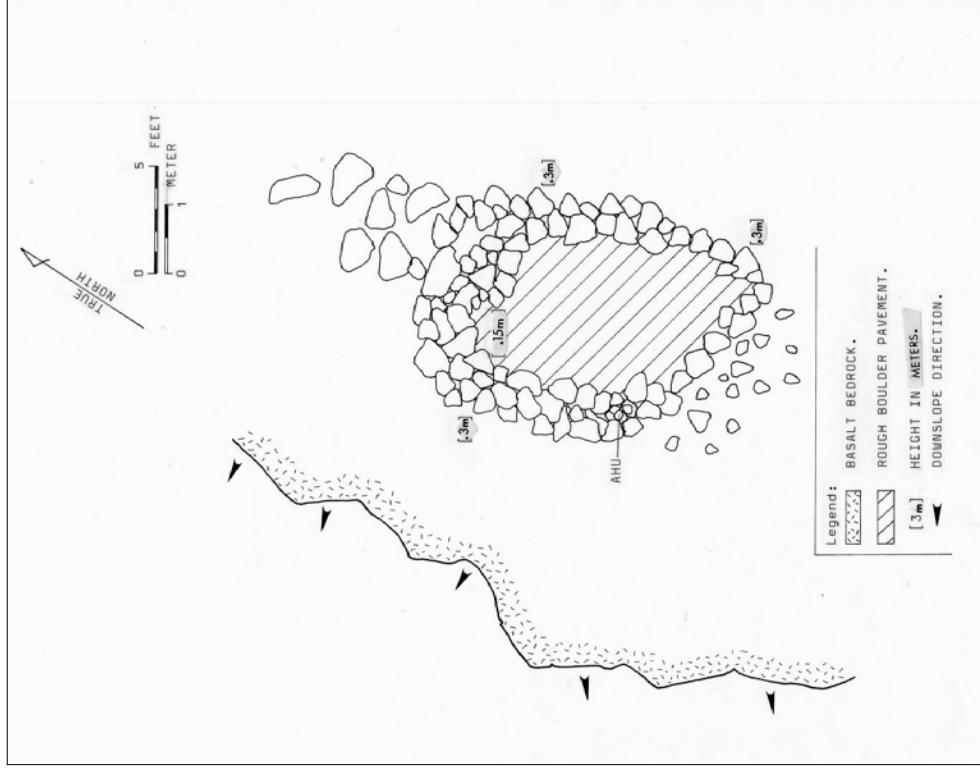 TRUE
NORTH
0 5 FEET
0 1 METER
[.3m]
[.3m]
[.15m]
[.3m]
AHU
Legend:
BASALT BEDROCK.
ROUGH BOULDER PAVEMENT.
[3m] HEIGHT IN METERS.
DOWNSLOPE DIRECTION.